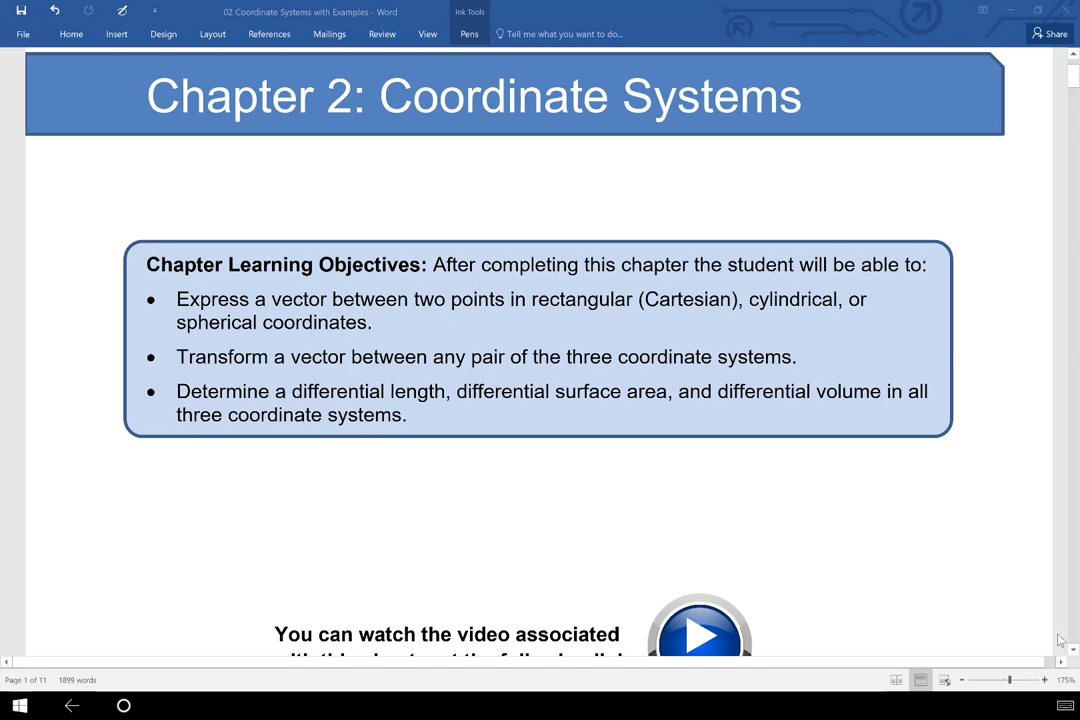 02 Coordinate Systems with Examples - Word
Ink Tools
File Home Insert Design Layout References Mailings Review View Pens Tell me what you want to do... Share
Chapter 2: Coordinate Systems
Chapter Learning Objectives: After completing this chapter the student will be able to:
• Express a vector between two points in rectangular (Cartesian), cylindrical, or
spherical coordinates.
• Transform a vector between any pair of the three coordinate systems.
• Determine a differential length, differential surface area, and differential volume in all
three coordinate systems.
You can watch the video associated
Page 1 of 11 1899 words 175%